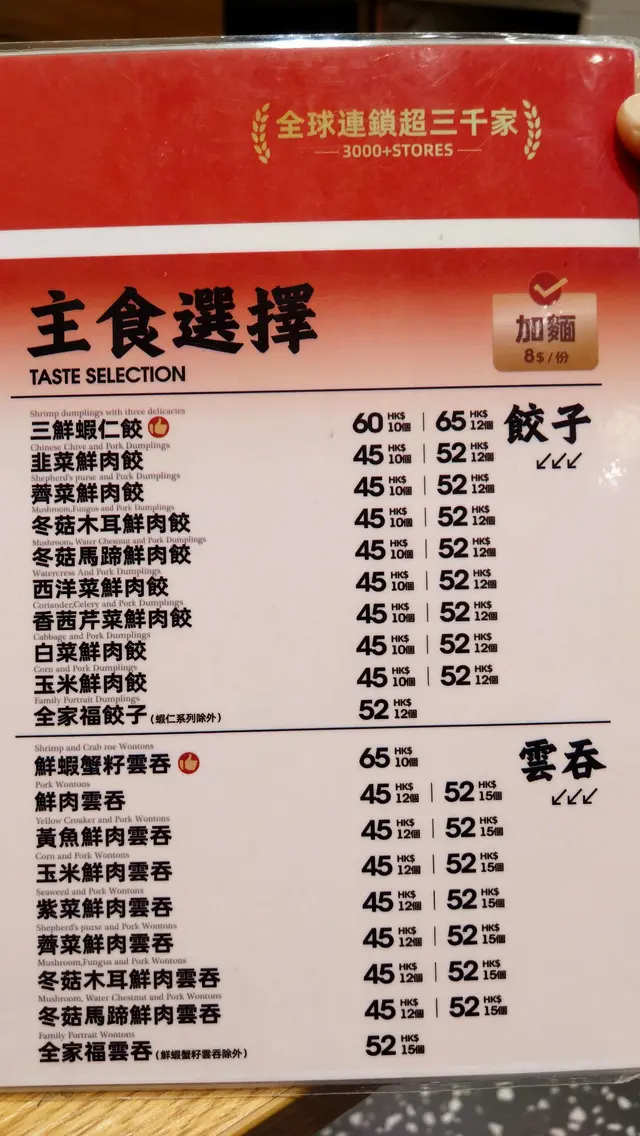 全球連鎖超三千家
3000+STORES
主食選擇
TASTE SELECTION
加麵
8$/份
餃子
Shrimp dumplings with three delicacies
三鮮蝦仁餃 60 HK$ 10個 | 65 HK$ 12個
Chinese Chive and Pork Dumplings
韭菜鮮肉餃 45 HK$ 10個 | 52 HK$ 12個
Shepherd's purse and Pork Dumplings
薺菜鮮肉餃 45 HK$ 10個 | 52 HK$ 12個
Mushroom,Fungus and Pork Dumplings
冬菇木耳鮮肉餃 45 HK$ 10個 | 52 HK$ 12個
Mushroom, Water Chestnut and Pork Dumplings
冬菇馬蹄鮮肉餃 45 HK$ 10個 | 52 HK$ 12個
Watercress And Pork Dumplings
西洋菜鮮肉餃 45 HK$ 10個 | 52 HK$ 12個
Coriander,Celery and Pork Dumplings
香茜芹菜鮮肉餃 45 HK$ 10個 | 52 HK$ 12個
Cabbage and Pork Dumplings
白菜鮮肉餃 45 HK$ 10個 | 52 HK$ 12個
Corn and Pork Dumplings
玉米鮮肉餃 45 HK$ 10個 | 52 HK$ 12個
Family Portrait Dumplings
全家福餃子(蝦仁系列除外) 52 HK$ 12個
雲吞
Shrimp and Crab roe Wontons
鮮蝦蟹籽雲吞 65 HK$ 10個
Pork Wontons
鮮肉雲吞 45 HK$ 12個 | 52 HK$ 15個
Yellow Croaker and Pork Wontons
黃魚鮮肉雲吞 45 HK$ 12個 | 52 HK$ 15個
Corn and Pork Wontons
玉米鮮肉雲吞 45 HK$ 12個 | 52 HK$ 15個
Seaweed and Pork Wontons
紫菜鮮肉雲吞 45 HK$ 12個 | 52 HK$ 15個
Shepherd's purse and Pork Wontons
薺菜鮮肉雲吞 45 HK$ 12個 | 52 HK$ 15個
Mushroom,Fungus and Pork Wontons
冬菇木耳鮮肉雲吞 45 HK$ 12個 | 52 HK$ 15個
Mushroom, Water Chestnut and Pork Wontons
冬菇馬蹄鮮肉雲吞 45 HK$ 12個 | 52 HK$ 15個
Family Portrait Wontons
全家福雲吞(鮮蝦蟹籽雲吞除外) 52 HK$ 15個